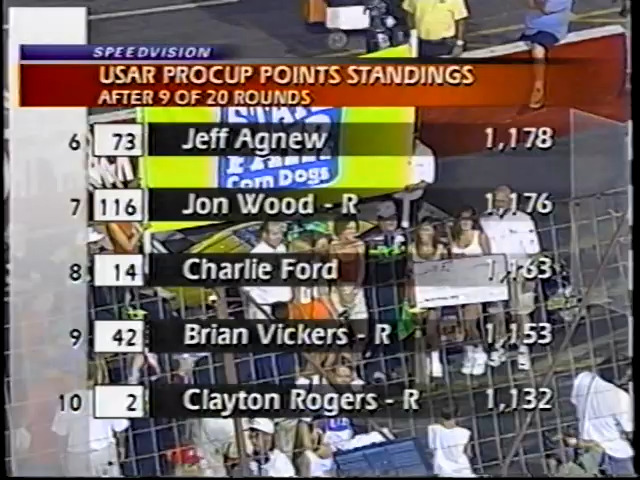 SPEEDVISION
USAR PROCUP POINTS STANDINGS
AFTER 9 OF 20 ROUNDS
6 73 Jeff Agnew 1,178
7 116 Jon Wood - R 1,176
8 14 Charlie Ford 1,163
9 42 Brian Vickers - R 1,153
10 2 Clayton Rogers - R 1,132
STATE
FAIR
Corn Dogs